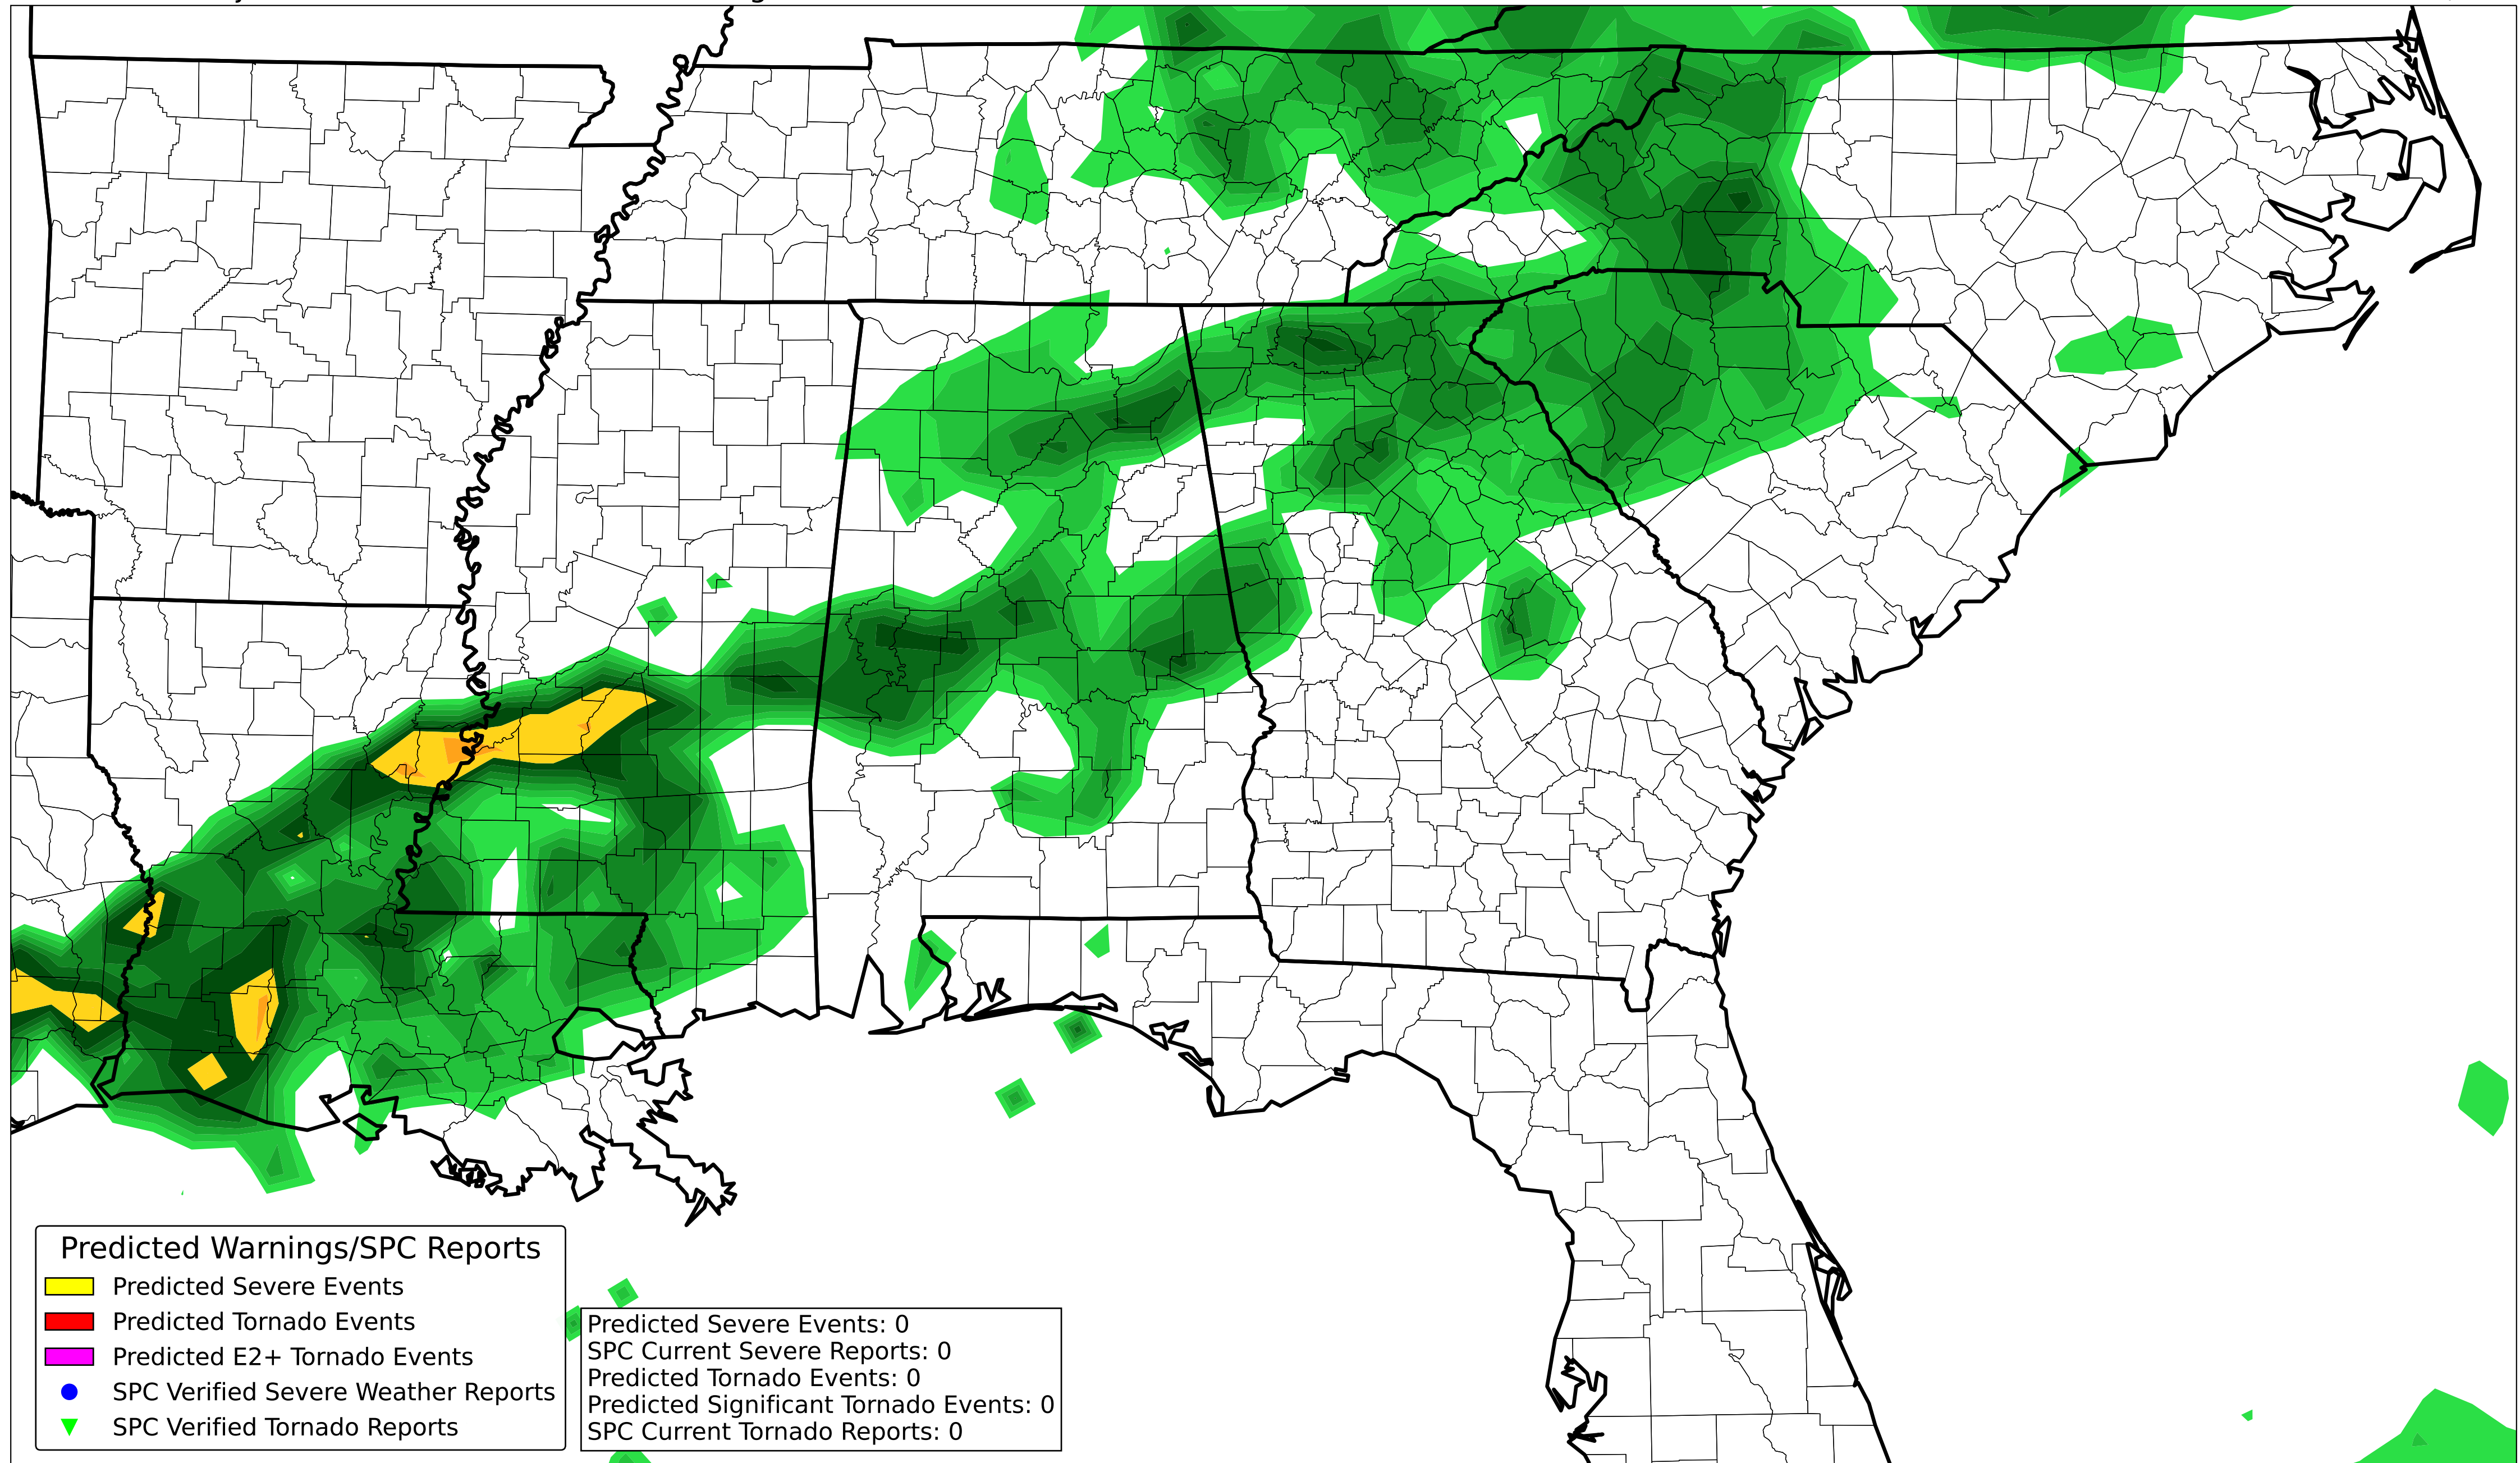 Predicted Warnings/SPC Reports
Predicted Severe Events
Predicted Tornado Events
Predicted E2+ Tornado Events
SPC Verified Severe Weather Reports
SPC Verified Tornado Reports
Predicted Severe Events: 0
SPC Current Severe Reports: 0
Predicted Tornado Events: 0
Predicted Significant Tornado Events: 0
SPC Current Tornado Reports: 0